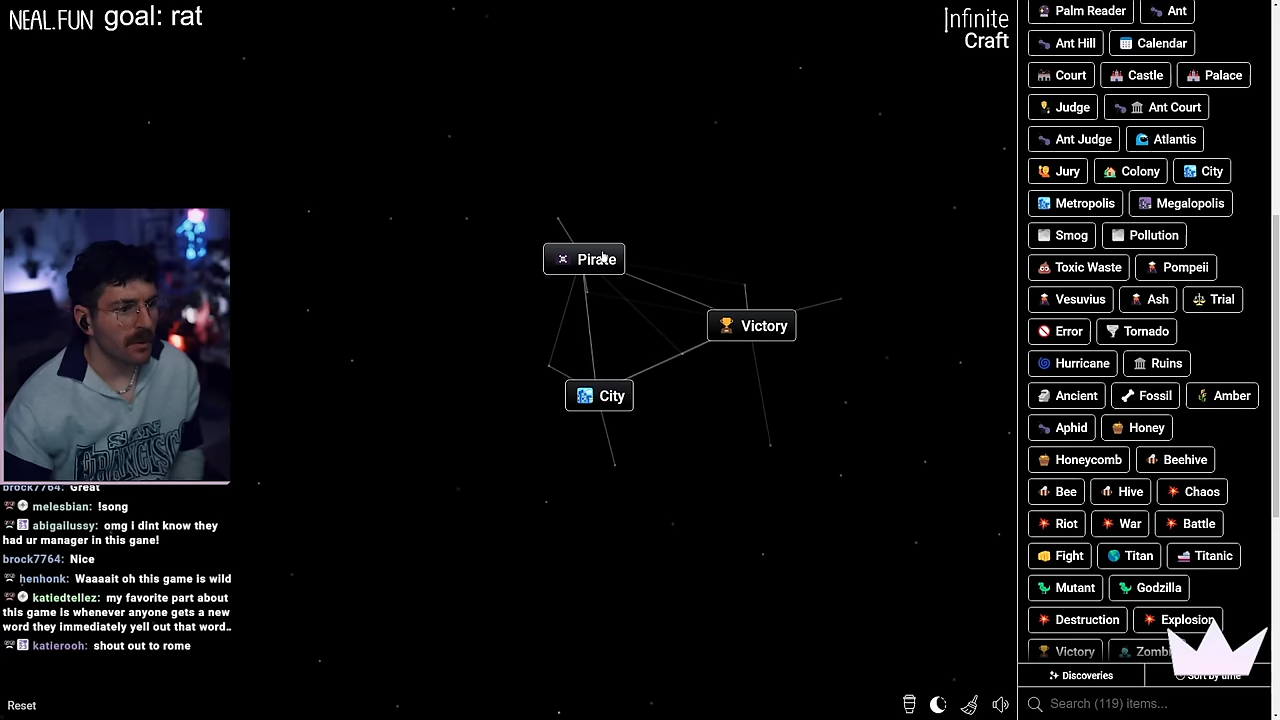 NEAL.FUN goal: rat
Infinite
Craft
Pirate
Victory
City
Palm Reader
Ant
Ant Hill
Calendar
Court
Castle
Palace
Judge
Ant Court
Ant Judge
Atlantis
Jury
Colony
City
Metropolis
Megalopolis
Smog
Pollution
Toxic Waste
Pompeii
Vesuvius
Ash
Trial
Error
Tornado
Hurricane
Ruins
Ancient
Fossil
Amber
Aphid
Honey
Honeycomb
Beehive
Bee
Hive
Chaos
Riot
War
Battle
Fight
Titan
Titanic
Mutant
Godzilla
Destruction
Explosion
Victory
Discoveries
Sort by time
Search (119) items...
SAN
FRANCISC
brock7764: Great
melesbian: !song
abigailussy: omg i dint know they
had ur manager in this game!
brock7764: Nice
henhonk: Waaaait oh this game is wild
katiedtellez: my favorite part about
this game is whenever anyone gets a new
word they immediately yell out that word..
katierooh: shout out to rome
Reset